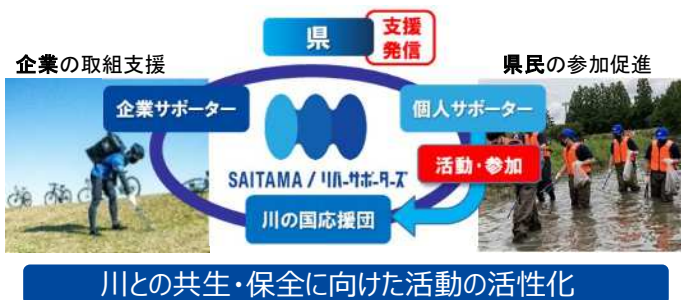 県
支援
発信
企業の取組支援
県民の参加促進
企業サポーター
個人サポーター
SAITAMA / リバーサポーターズ
活動・参加
川の国応援団
川との共生・保全に向けた活動の活性化